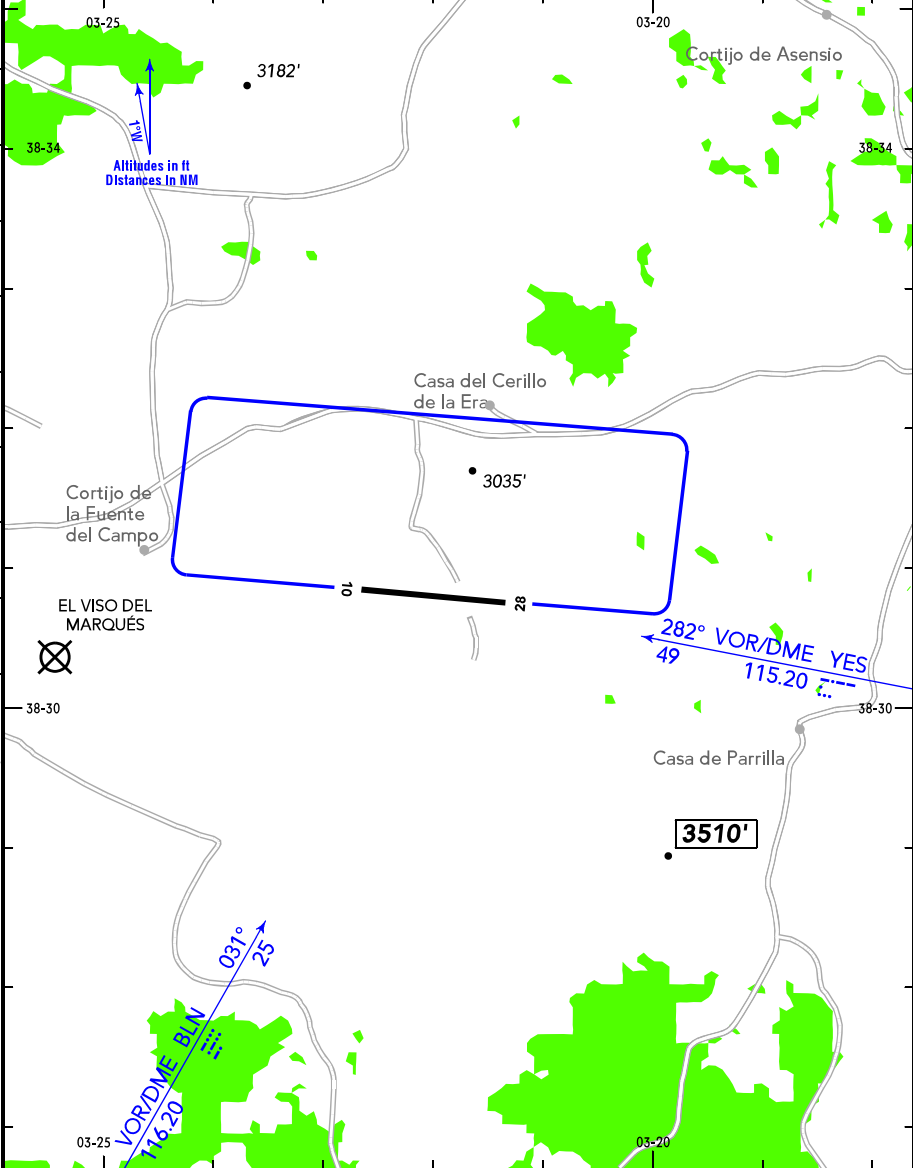 03-25
03-20
Cortijo de Asensio
3182'
1°W
38-34
38-34
Altitudes in ft
Distances in NM
Casa del Cerillo
de la Era
3035'
Cortijo de
la Fuente
del Campo
10
28
EL VISO DEL
MARQUÉS
282° VOR/DME YES
49 115.20
38-30
38-30
Casa de Parrilla
3510'
031°
25
VOR/DME BLN
116.20
03-25
03-20